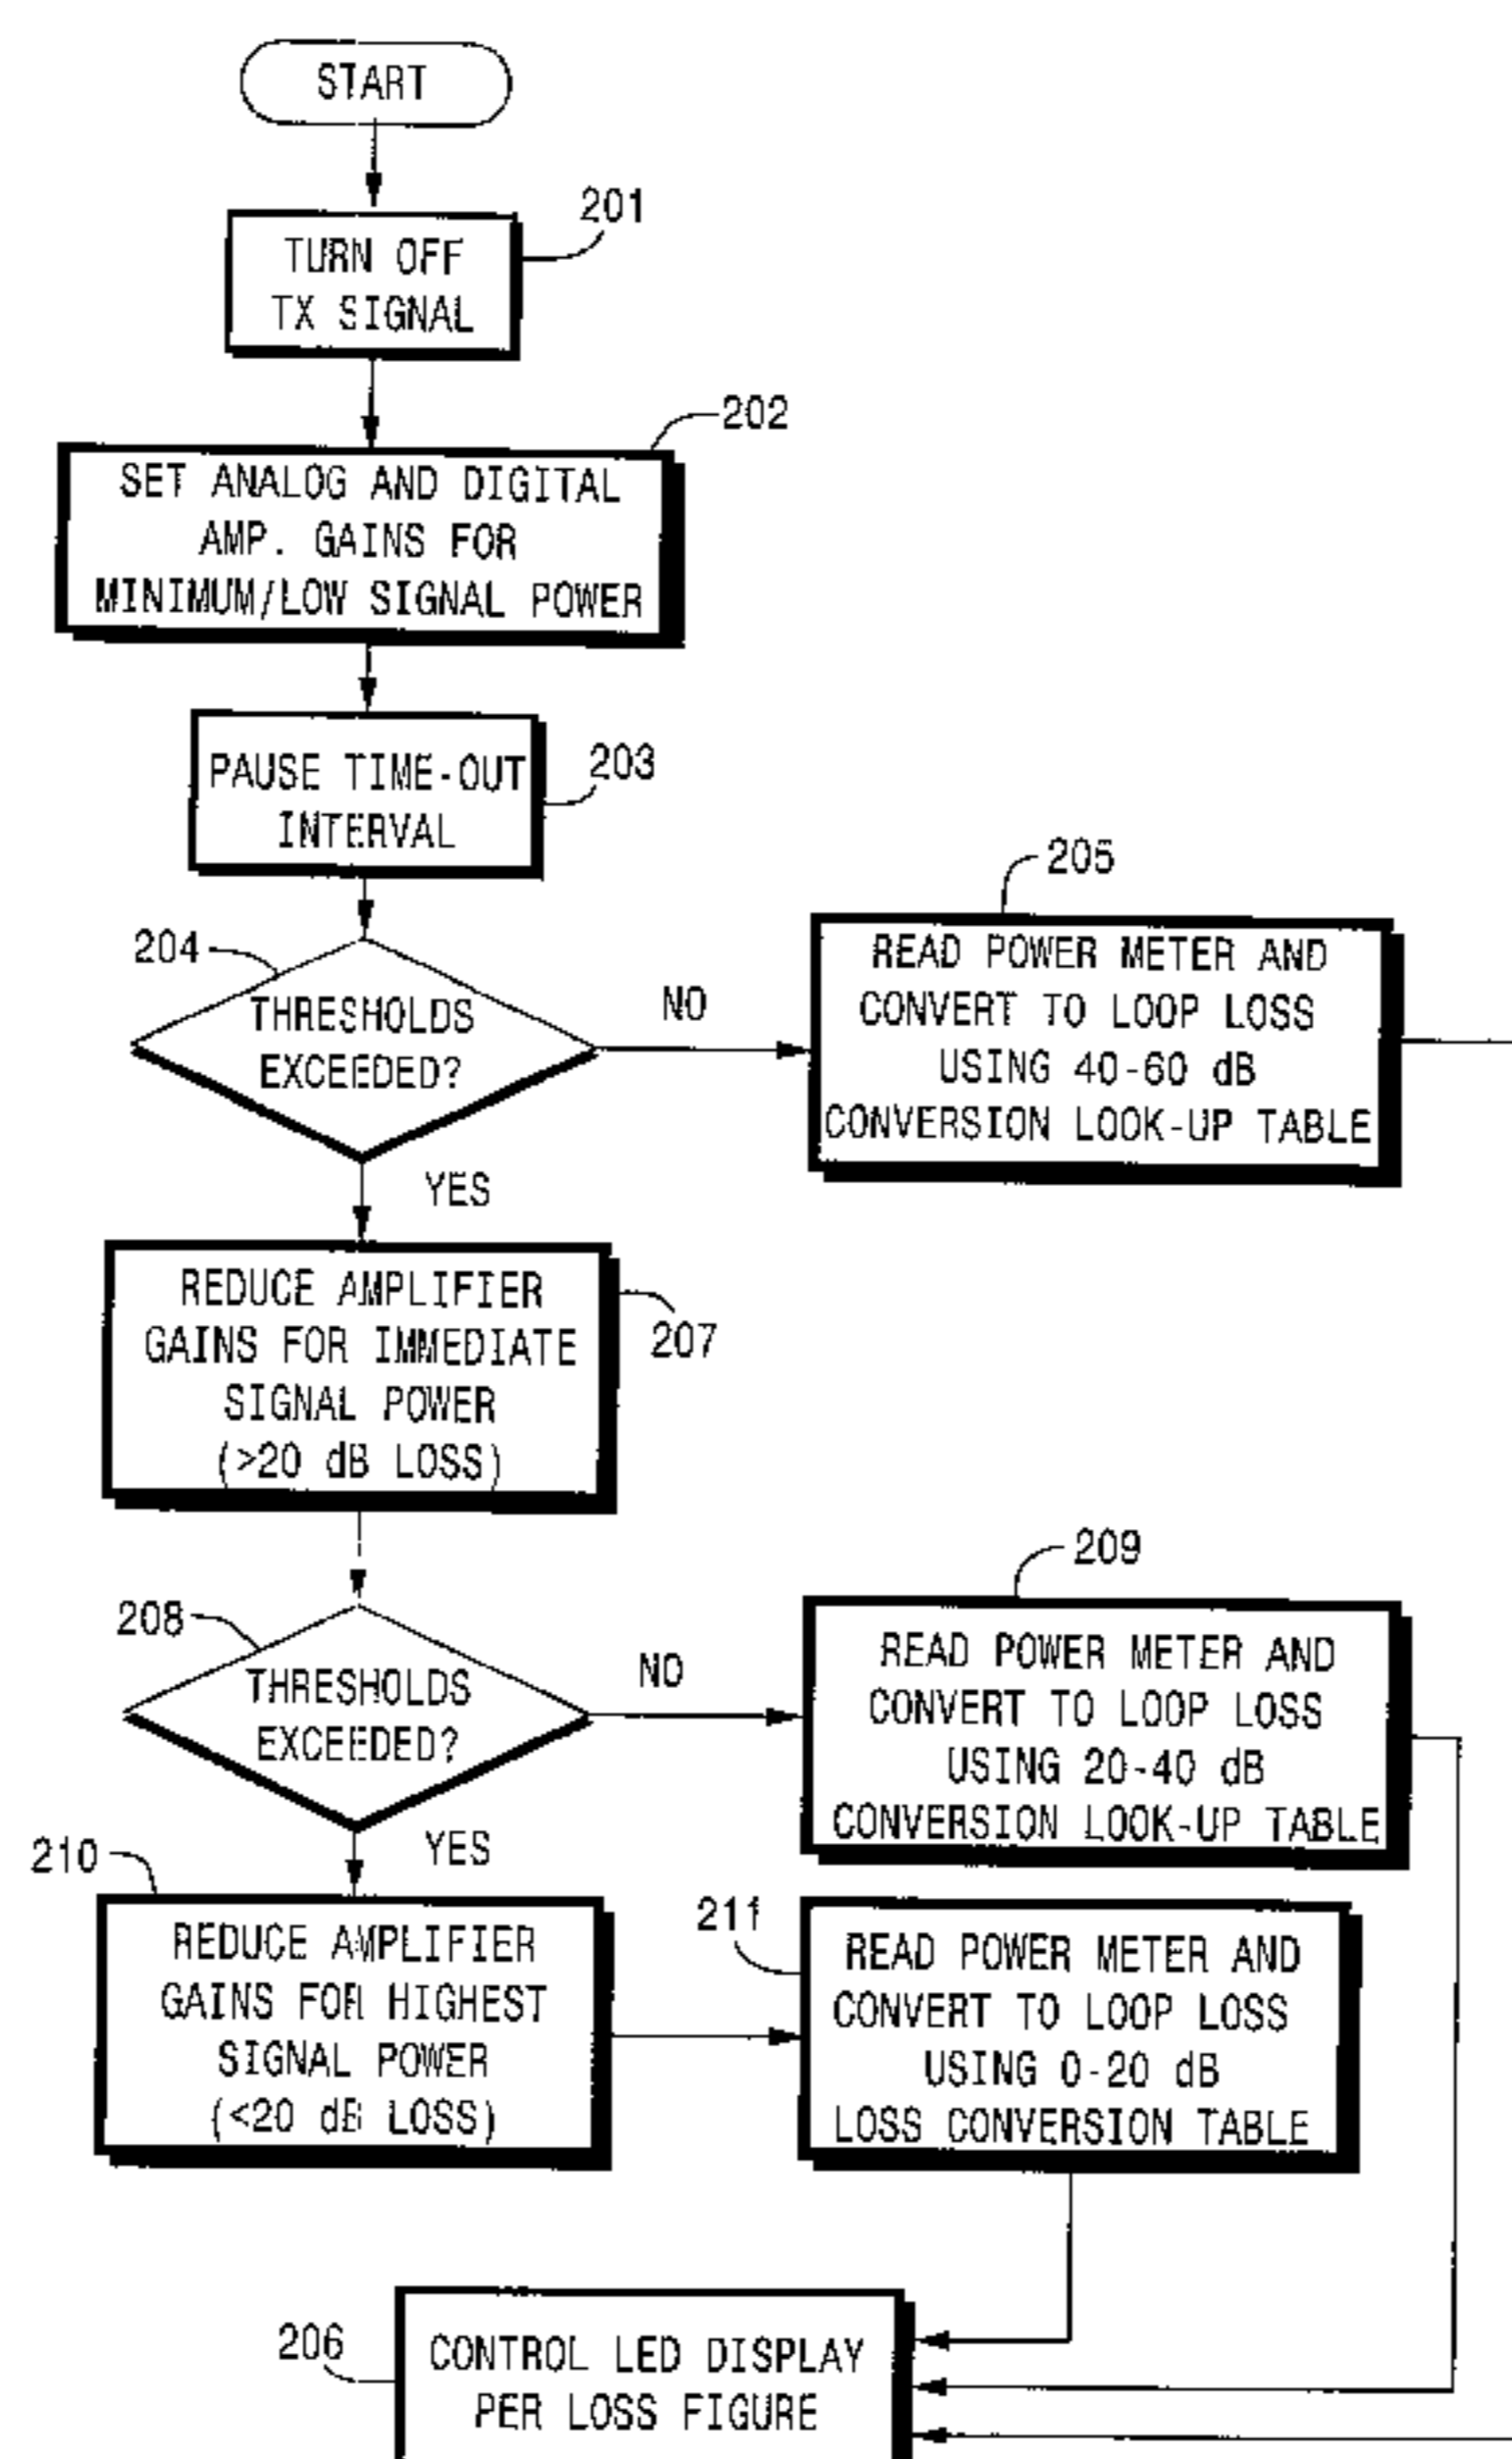 START
201
TURN OFF
TX SIGNAL
202
SET ANALOG AND DIGITAL
AMP. GAINS FOR
MINIMUM/LOW SIGNAL POWER
203
PAUSE TIME-OUT
INTERVAL
204
THRESHOLDS
EXCEEDED?
NO
205
READ POWER METER AND
CONVERT TO LOOP LOSS
USING 40-60 dB
CONVERSION LOOK-UP TABLE
YES
REDUCE AMPLIFIER
GAINS FOR IMMEDIATE
SIGNAL POWER
(>20 dB LOSS)
207
208
THRESHOLDS
EXCEEDED?
NO
209
READ POWER METER AND
CONVERT TO LOOP LOSS
USING 20-40 dB
CONVERSION LOOK-UP TABLE
YES
210
REDUCE AMPLIFIER
GAINS FOR HIGHEST
SIGNAL POWER
(<20 dB LOSS)
21f
READ POWER METER AND
CONVERT TO LOOP LOSS
USING 0-20 dB
LOSS CONVERSION TABLE
206
CONTROL LED DISPLAY
PER LOSS FIGURE